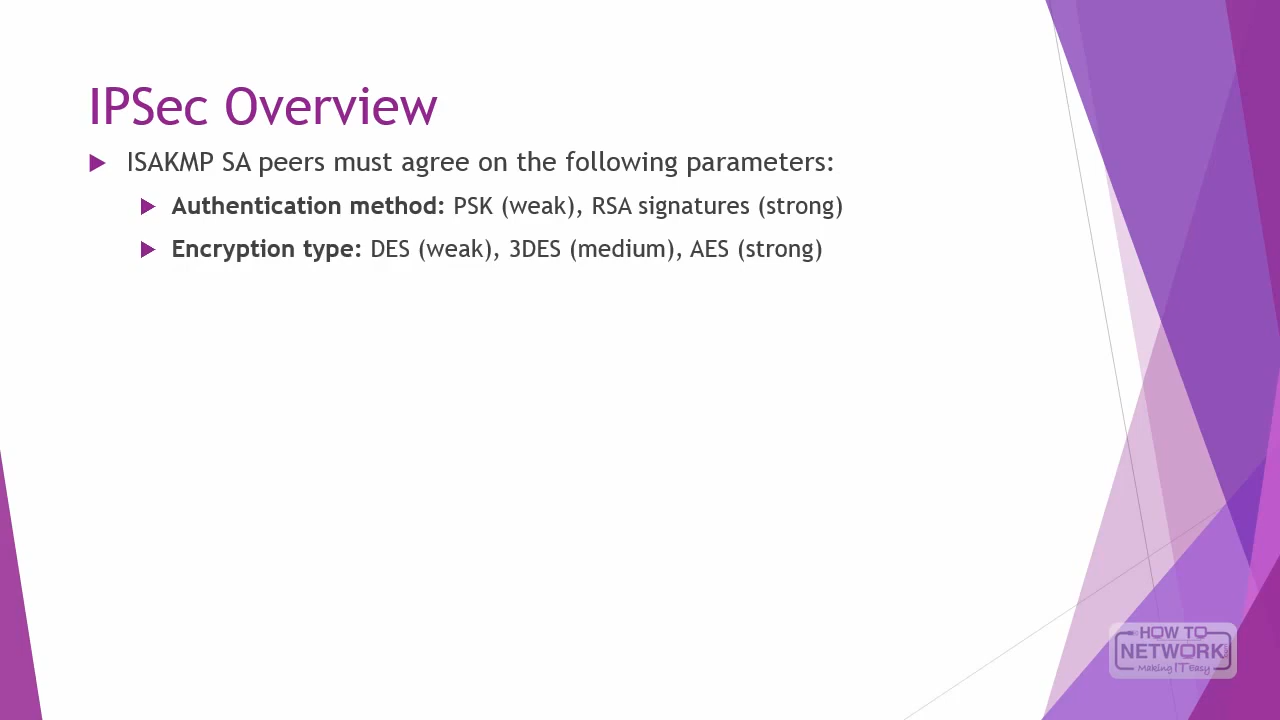 IPSec Overview
ISAKMP SA peers must agree on the following parameters:
Authentication method: PSK (weak), RSA signatures (strong)
Encryption type: DES (weak), 3DES (medium), AES (strong)
HOW TO
NETWORK
Making IT Easy